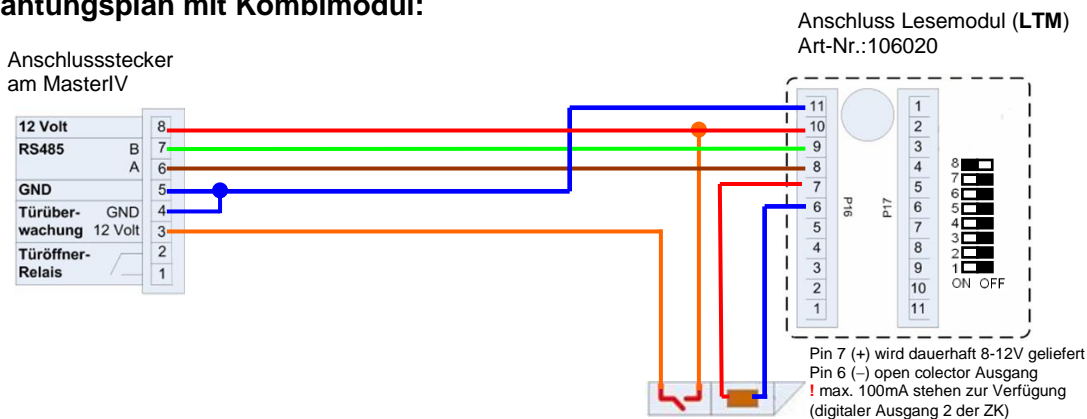 antungsplan mit Kombimodul:
Anschluss Lesemodul (LTM)
Art-Nr.:106020
Anschlussstecker
am MasterIV
12 Volt 8
RS485 B 7
A 6
GND 5
Türüber- GND 4
wachung 12 Volt 3
Türöffner- 2
Relais 1
11 1
10 2
9 3
8 4
7 5
6 6
5 7
4 8
3 9
2 10
1 11
P16 P17
8
7
6
5
4
3
2
1
ON OFF
Pin 7 (+) wird dauerhaft 8-12V geliefert
Pin 6 (–) open colector Ausgang
! max. 100mA stehen zur Verfügung
(digitaler Ausgang 2 der ZK)